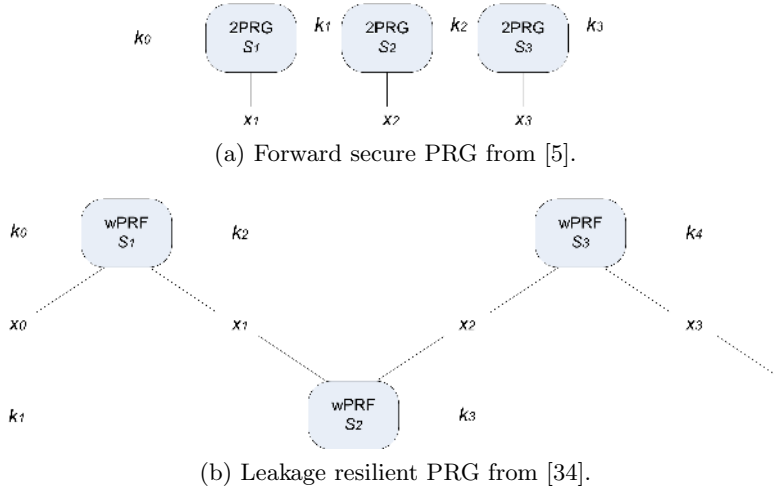 k0 2PRG S1 k1 2PRG S2 k2 2PRG S3 k3
x1 x2 x3
(a) Forward secure PRG from [5].
k0 wPRF S1 k2 wPRF S3 k4
x0 x1 x2 x3
k1 wPRF S2 k3
(b) Leakage resilient PRG from [34].